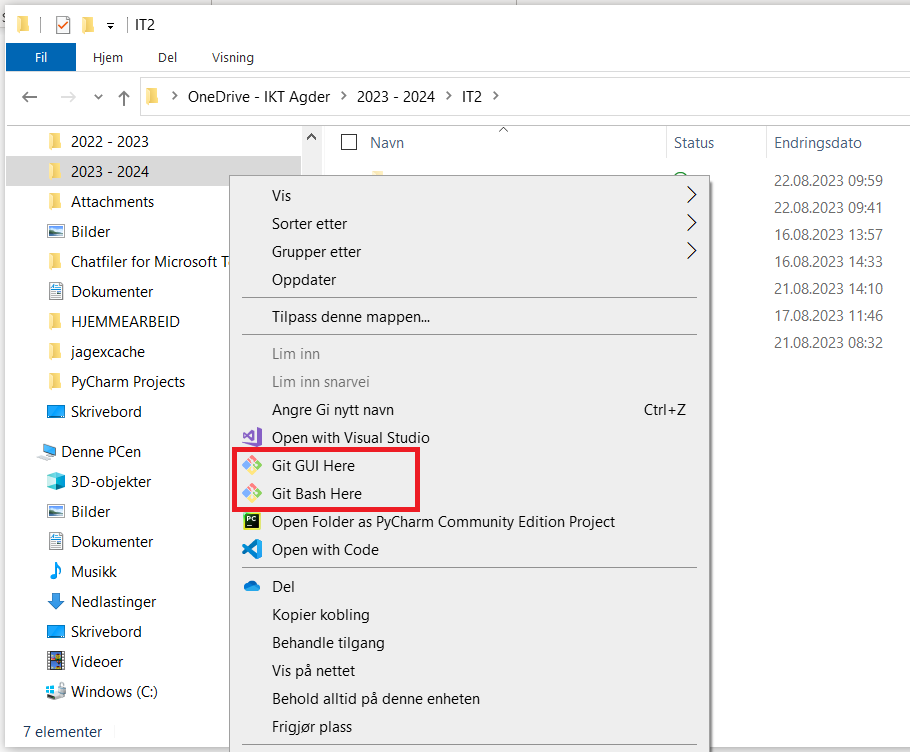 IT2
Fil Hjem Del Visning
OneDrive - IKT Agder > 2023 - 2024 > IT2 >
2022 - 2023
2023 - 2024
Attachments
Bilder
Chatfiler for Microsoft T
Dokumenter
HJEMMEARBEID
jagexcache
PyCharm Projects
Skrivebord
Denne PCen
3D-objekter
Bilder
Dokumenter
Musikk
Nedlastinger
Skrivebord
Videoer
Windows (C:)
7 elementer
Navn Status Endringsdato
22.08.2023 09:59
22.08.2023 09:41
16.08.2023 13:57
16.08.2023 14:33
21.08.2023 14:10
17.08.2023 11:46
21.08.2023 08:32
Vis
Sorter etter
Grupper etter
Oppdater
Tilpass denne mappen...
Lim inn
Lim inn snarvei
Angre Gi nytt navn Ctrl+Z
Open with Visual Studio
Git GUI Here
Git Bash Here
PC
Open Folder as PyCharm Community Edition Project
Open with Code
Del
Kopier kobling
Behandle tilgang
Vis på nettet
Behold alltid på denne enheten
Frigjør plass